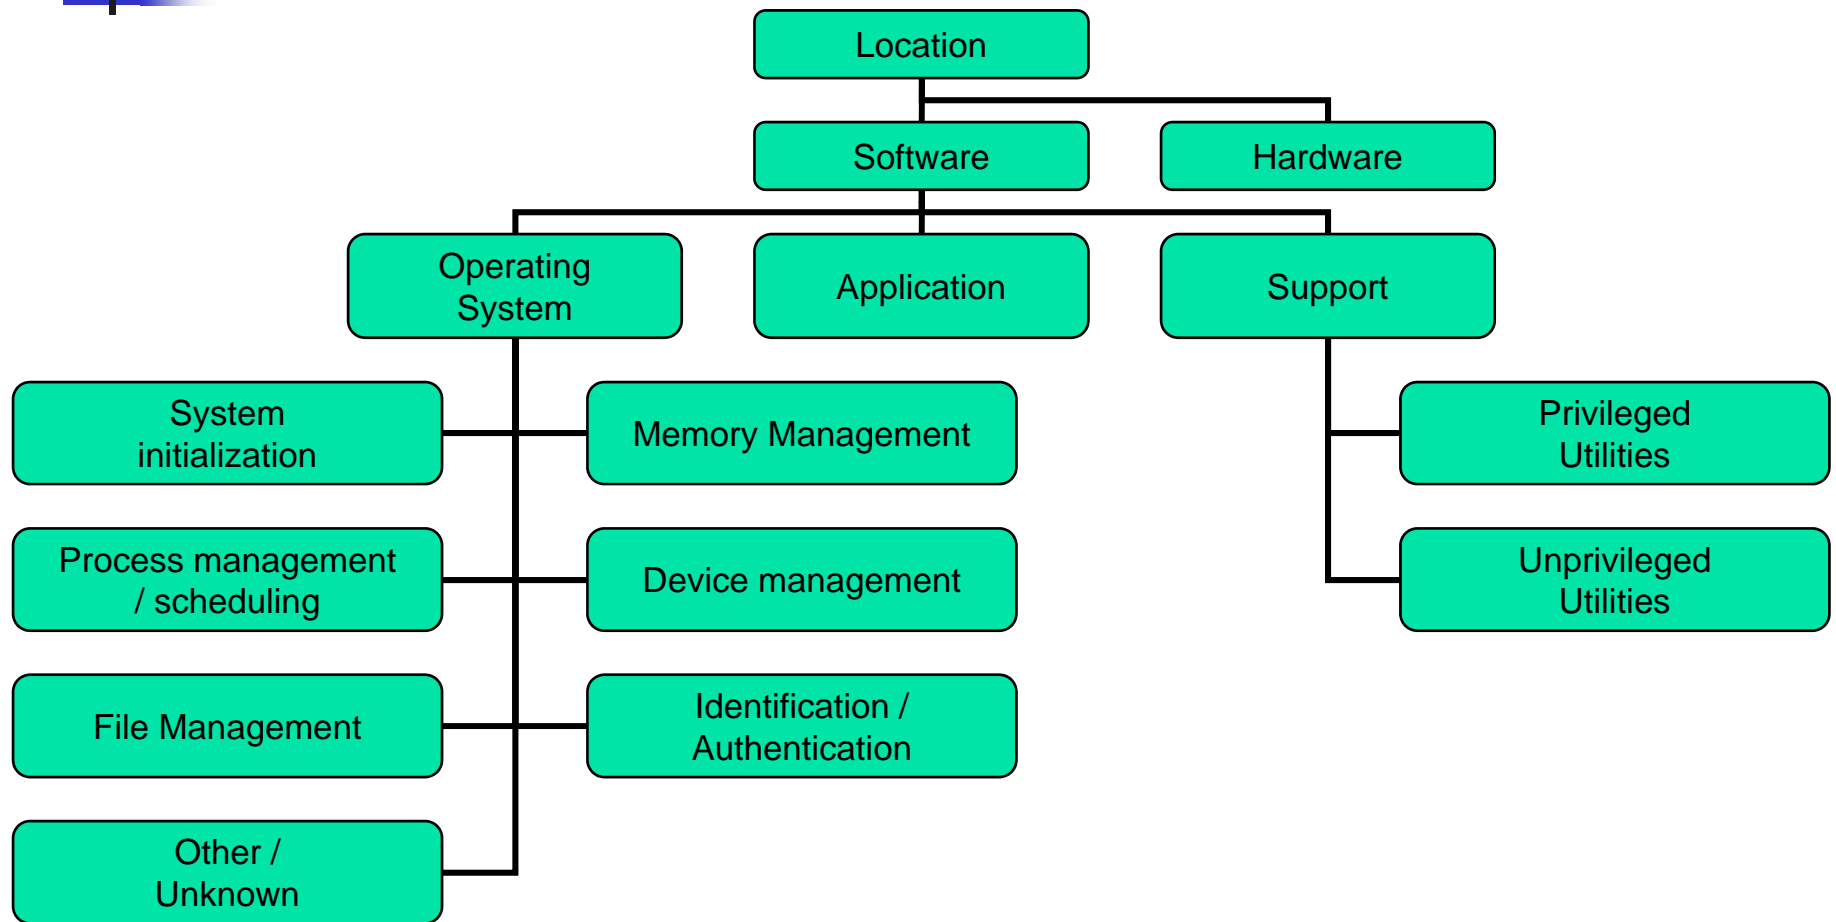 Location
Software
Hardware
Operating
System
Application
Support
System
initialization
Memory Management
Privileged
Utilities
Process management
/ scheduling
Device management
Unprivileged
Utilities
File Management
Identification /
Authentication
Other /
Unknown